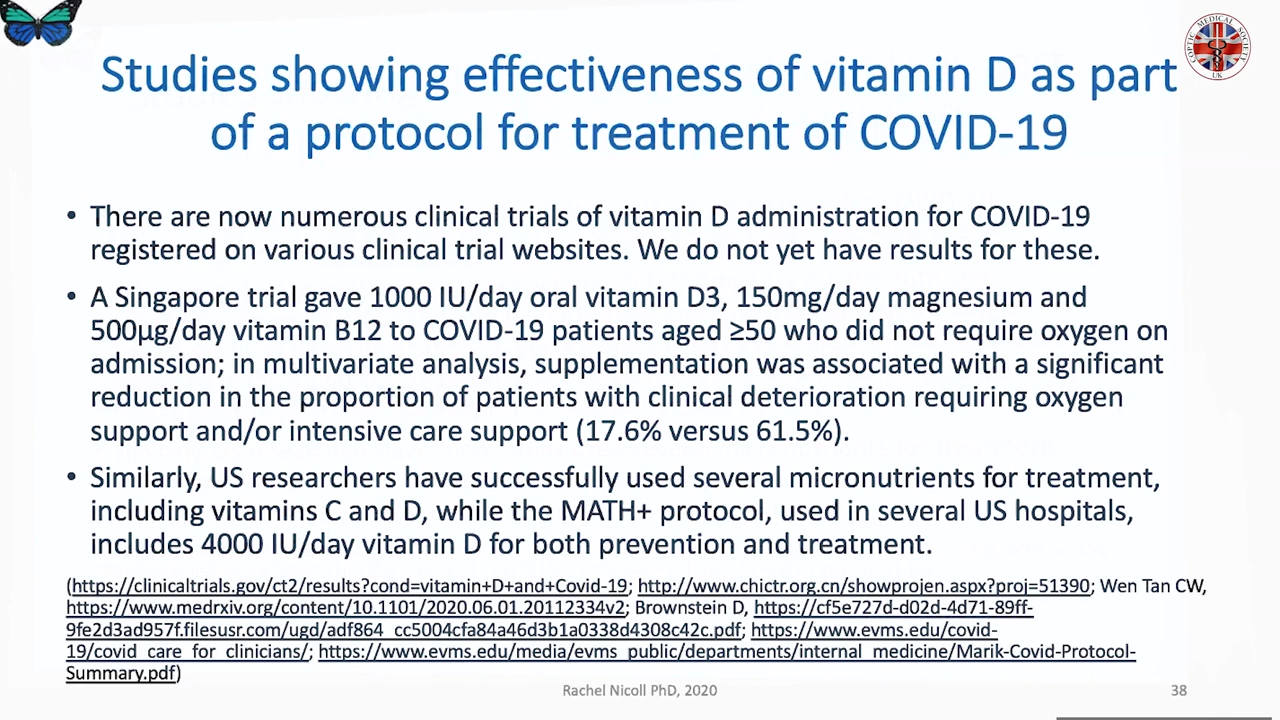 Studies showing effectiveness of vitamin D as part
of a protocol for treatment of COVID-19
COPTIC MEDICAL SOCIETY
UK
• There are now numerous clinical trials of vitamin D administration for COVID-19
registered on various clinical trial websites. We do not yet have results for these.
• A Singapore trial gave 1000 IU/day oral vitamin D3, 150mg/day magnesium and
500µg/day vitamin B12 to COVID-19 patients aged ≥50 who did not require oxygen on
admission; in multivariate analysis, supplementation was associated with a significant
reduction in the proportion of patients with clinical deterioration requiring oxygen
support and/or intensive care support (17.6% versus 61.5%).
• Similarly, US researchers have successfully used several micronutrients for treatment,
including vitamins C and D, while the MATH+ protocol, used in several US hospitals,
includes 4000 IU/day vitamin D for both prevention and treatment.
(https://clinicaltrials.gov/ct2/results?cond=vitamin+D+and+Covid-19; http://www.chictr.org.cn/showprojen.aspx?proj=51390; Wen Tan CW,
https://www.medrxiv.org/content/10.1101/2020.06.01.20112334v2; Brownstein D, https://cf5e727d-d02d-4d71-89ff-
9fe2d3ad957f.filesusr.com/ugd/adf864_cc5004cfa84a46d3b1a0338d4308c42c.pdf; https://www.evms.edu/covid-
19/covid_care_for_clinicians/; https://www.evms.edu/media/evms_public/departments/internal_medicine/Marik-Covid-Protocol-
Summary.pdf)
Rachel Nicoll PhD, 2020
38